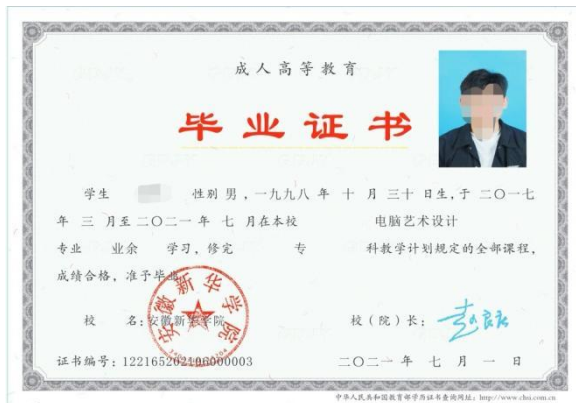 成人高等教育
毕业证书
学生 性别 男，一九九八 年 十 月 三十 日生，于 二〇一七
年 三 月至 二〇二一 年 七 月在本校 电脑艺术设计
专业 业余 学习，修完 专 科教学计划规定的全部课程，
成绩合格，准予毕业
校 名：安徽新华学院 校（院）长：
安徽新华学院
证书编号：122165202106000003 二〇二一 年 七 月 一 日
中华人民共和国教育部学历证书查询网址：http://www.chsi.com.cn